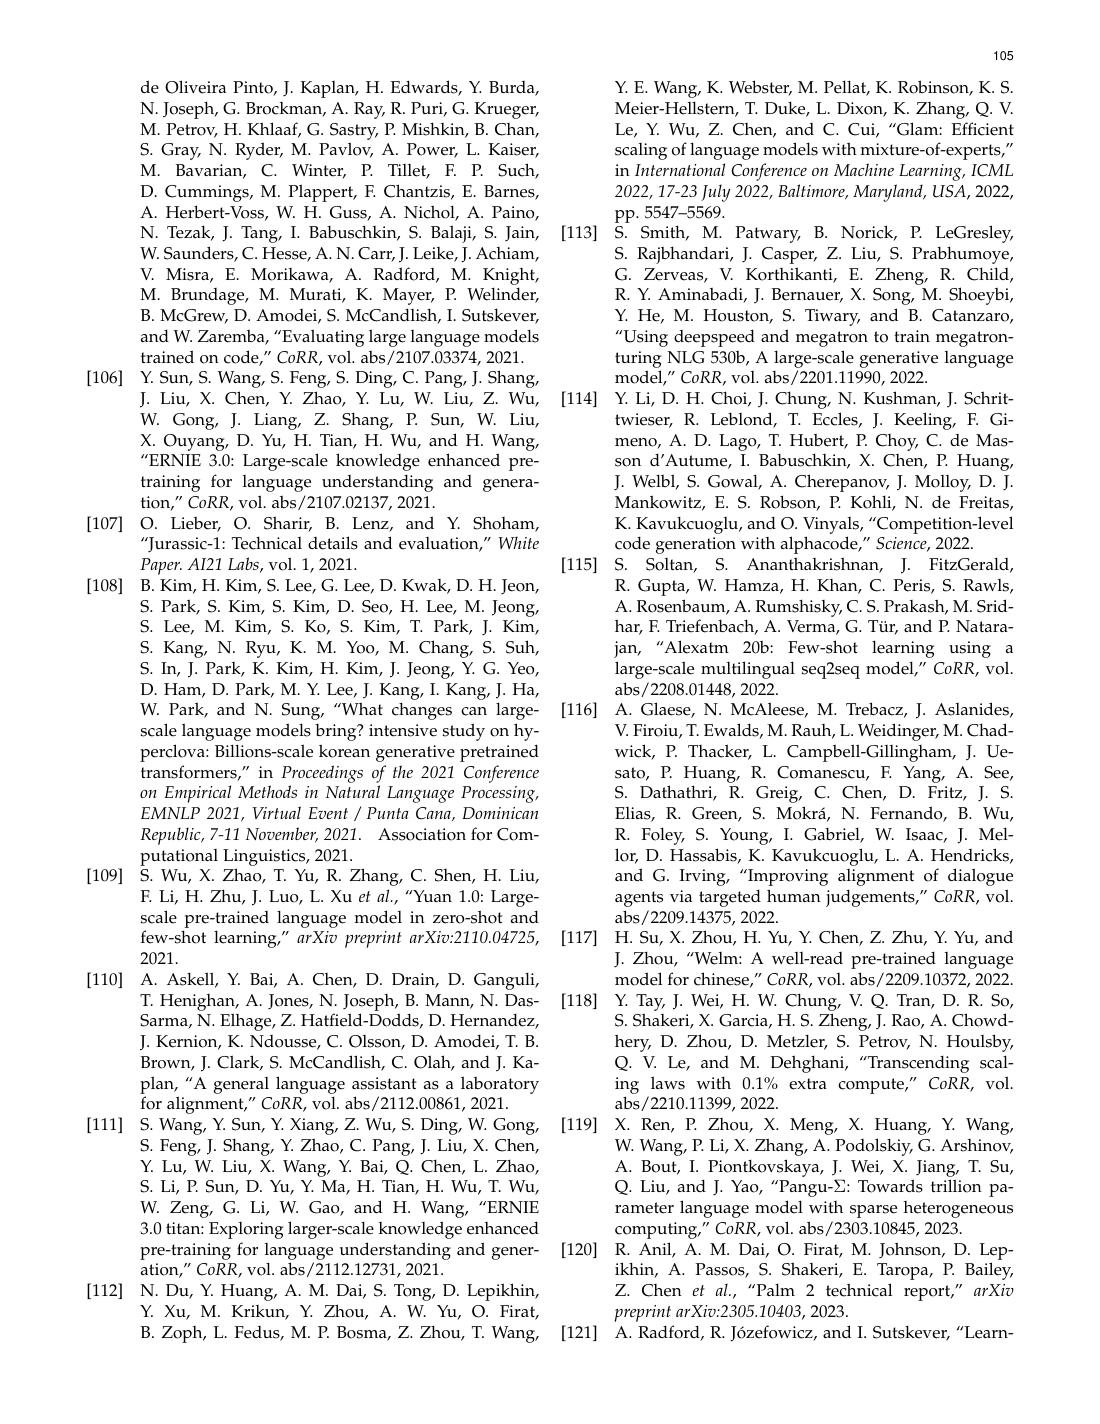 105
de Oliveira Pinto, J. Kaplan, H. Edwards, Y. Burda,
N. Joseph, G. Brockman, A. Ray, R. Puri, G. Krueger,
M. Petrov, H. Khlaaf, G. Sastry, P. Mishkin, B. Chan,
S. Gray, N. Ryder, M. Pavlov, A. Power, L. Kaiser,
M. Bavarian, C. Winter, P. Tillet, F. P. Such,
D. Cummings, M. Plappert, F. Chantzis, E. Barnes,
A. Herbert-Voss, W. H. Guss, A. Nichol, A. Paino,
N. Tezak, J. Tang, I. Babuschkin, S. Balaji, S. Jain,
W. Saunders, C. Hesse, A. N. Carr, J. Leike, J. Achiam,
V. Misra, E. Morikawa, A. Radford, M. Knight,
M. Brundage, M. Murati, K. Mayer, P. Welinder,
B. McGrew, D. Amodei, S. McCandlish, I. Sutskever,
and W. Zaremba, “Evaluating large language models
trained on code,” CoRR, vol. abs/2107.03374, 2021.
[106] Y. Sun, S. Wang, S. Feng, S. Ding, C. Pang, J. Shang,
J. Liu, X. Chen, Y. Zhao, Y. Lu, W. Liu, Z. Wu,
W. Gong, J. Liang, Z. Shang, P. Sun, W. Liu,
X. Ouyang, D. Yu, H. Tian, H. Wu, and H. Wang,
“ERNIE 3.0: Large-scale knowledge enhanced pre-
training for language understanding and genera-
tion,” CoRR, vol. abs/2107.02137, 2021.
[107] O. Lieber, O. Sharir, B. Lenz, and Y. Shoham,
“Jurassic-1: Technical details and evaluation,” White
Paper. AI21 Labs, vol. 1, 2021.
[108] B. Kim, H. Kim, S. Lee, G. Lee, D. Kwak, D. H. Jeon,
S. Park, S. Kim, S. Kim, D. Seo, H. Lee, M. Jeong,
S. Lee, M. Kim, S. Ko, S. Kim, T. Park, J. Kim,
S. Kang, N. Ryu, K. M. Yoo, M. Chang, S. Suh,
S. In, J. Park, K. Kim, H. Kim, J. Jeong, Y. G. Yeo,
D. Ham, D. Park, M. Y. Lee, J. Kang, I. Kang, J. Ha,
W. Park, and N. Sung, “What changes can large-
scale language models bring? intensive study on hy-
perclova: Billions-scale korean generative pretrained
transformers,” in Proceedings of the 2021 Conference
on Empirical Methods in Natural Language Processing,
EMNLP 2021, Virtual Event / Punta Cana, Dominican
Republic, 7-11 November, 2021. Association for Com-
putational Linguistics, 2021.
[109] S. Wu, X. Zhao, T. Yu, R. Zhang, C. Shen, H. Liu,
F. Li, H. Zhu, J. Luo, L. Xu et al., “Yuan 1.0: Large-
scale pre-trained language model in zero-shot and
few-shot learning,” arXiv preprint arXiv:2110.04725,
2021.
[110] A. Askell, Y. Bai, A. Chen, D. Drain, D. Ganguli,
T. Henighan, A. Jones, N. Joseph, B. Mann, N. Das-
Sarma, N. Elhage, Z. Hatfield-Dodds, D. Hernandez,
J. Kernion, K. Ndousse, C. Olsson, D. Amodei, T. B.
Brown, J. Clark, S. McCandlish, C. Olah, and J. Ka-
plan, “A general language assistant as a laboratory
for alignment,” CoRR, vol. abs/2112.00861, 2021.
[111] S. Wang, Y. Sun, Y. Xiang, Z. Wu, S. Ding, W. Gong,
S. Feng, J. Shang, Y. Zhao, C. Pang, J. Liu, X. Chen,
Y. Lu, W. Liu, X. Wang, Y. Bai, Q. Chen, L. Zhao,
S. Li, P. Sun, D. Yu, Y. Ma, H. Tian, H. Wu, T. Wu,
W. Zeng, G. Li, W. Gao, and H. Wang, “ERNIE
3.0 titan: Exploring larger-scale knowledge enhanced
pre-training for language understanding and gener-
ation,” CoRR, vol. abs/2112.12731, 2021.
[112] N. Du, Y. Huang, A. M. Dai, S. Tong, D. Lepikhin,
Y. Xu, M. Krikun, Y. Zhou, A. W. Yu, O. Firat,
B. Zoph, L. Fedus, M. P. Bosma, Z. Zhou, T. Wang,
Y. E. Wang, K. Webster, M. Pellat, K. Robinson, K. S.
Meier-Hellstern, T. Duke, L. Dixon, K. Zhang, Q. V.
Le, Y. Wu, Z. Chen, and C. Cui, “Glam: Efficient
scaling of language models with mixture-of-experts,”
in International Conference on Machine Learning, ICML
2022, 17-23 July 2022, Baltimore, Maryland, USA, 2022,
pp. 5547–5569.
[113] S. Smith, M. Patwary, B. Norick, P. LeGresley,
S. Rajbhandari, J. Casper, Z. Liu, S. Prabhumoye,
G. Zerveas, V. Korthikanti, E. Zheng, R. Child,
R. Y. Aminabadi, J. Bernauer, X. Song, M. Shoeybi,
Y. He, M. Houston, S. Tiwary, and B. Catanzaro,
“Using deepspeed and megatron to train megatron-
turing NLG 530b, A large-scale generative language
model,” CoRR, vol. abs/2201.11990, 2022.
[114] Y. Li, D. H. Choi, J. Chung, N. Kushman, J. Schrit-
twieser, R. Leblond, T. Eccles, J. Keeling, F. Gi-
meno, A. D. Lago, T. Hubert, P. Choy, C. de Mas-
son d’Autume, I. Babuschkin, X. Chen, P. Huang,
J. Welbl, S. Gowal, A. Cherepanov, J. Molloy, D. J.
Mankowitz, E. S. Robson, P. Kohli, N. de Freitas,
K. Kavukcuoglu, and O. Vinyals, “Competition-level
code generation with alphacode,” Science, 2022.
[115] S. Soltan, S. Ananthakrishnan, J. FitzGerald,
R. Gupta, W. Hamza, H. Khan, C. Peris, S. Rawls,
A. Rosenbaum, A. Rumshisky, C. S. Prakash, M. Srid-
har, F. Triefenbach, A. Verma, G. Tür, and P. Natara-
jan, “Alexatm 20b: Few-shot learning using a
large-scale multilingual seq2seq model,” CoRR, vol.
abs/2208.01448, 2022.
[116] A. Glaese, N. McAleese, M. Trebacz, J. Aslanides,
V. Firoiu, T. Ewalds, M. Rauh, L. Weidinger, M. Chad-
wick, P. Thacker, L. Campbell-Gillingham, J. Ue-
sato, P. Huang, R. Comanescu, F. Yang, A. See,
S. Dathathri, R. Greig, C. Chen, D. Fritz, J. S.
Elias, R. Green, S. Mokrá, N. Fernando, B. Wu,
R. Foley, S. Young, I. Gabriel, W. Isaac, J. Mel-
lor, D. Hassabis, K. Kavukcuoglu, L. A. Hendricks,
and G. Irving, “Improving alignment of dialogue
agents via targeted human judgements,” CoRR, vol.
abs/2209.14375, 2022.
[117] H. Su, X. Zhou, H. Yu, Y. Chen, Z. Zhu, Y. Yu, and
J. Zhou, “Welm: A well-read pre-trained language
model for chinese,” CoRR, vol. abs/2209.10372, 2022.
[118] Y. Tay, J. Wei, H. W. Chung, V. Q. Tran, D. R. So,
S. Shakeri, X. Garcia, H. S. Zheng, J. Rao, A. Chowd-
hery, D. Zhou, D. Metzler, S. Petrov, N. Houlsby,
Q. V. Le, and M. Dehghani, “Transcending scal-
ing laws with 0.1% extra compute,” CoRR, vol.
abs/2210.11399, 2022.
[119] X. Ren, P. Zhou, X. Meng, X. Huang, Y. Wang,
W. Wang, P. Li, X. Zhang, A. Podolskiy, G. Arshinov,
A. Bout, I. Piontkovskaya, J. Wei, X. Jiang, T. Su,
Q. Liu, and J. Yao, “Pangu-Σ: Towards trillion pa-
rameter language model with sparse heterogeneous
computing,” CoRR, vol. abs/2303.10845, 2023.
[120] R. Anil, A. M. Dai, O. Firat, M. Johnson, D. Lep-
ikhin, A. Passos, S. Shakeri, E. Taropa, P. Bailey,
Z. Chen et al., “Palm 2 technical report,” arXiv
preprint arXiv:2305.10403, 2023.
[121] A. Radford, R. Józefowicz, and I. Sutskever, “Learn-